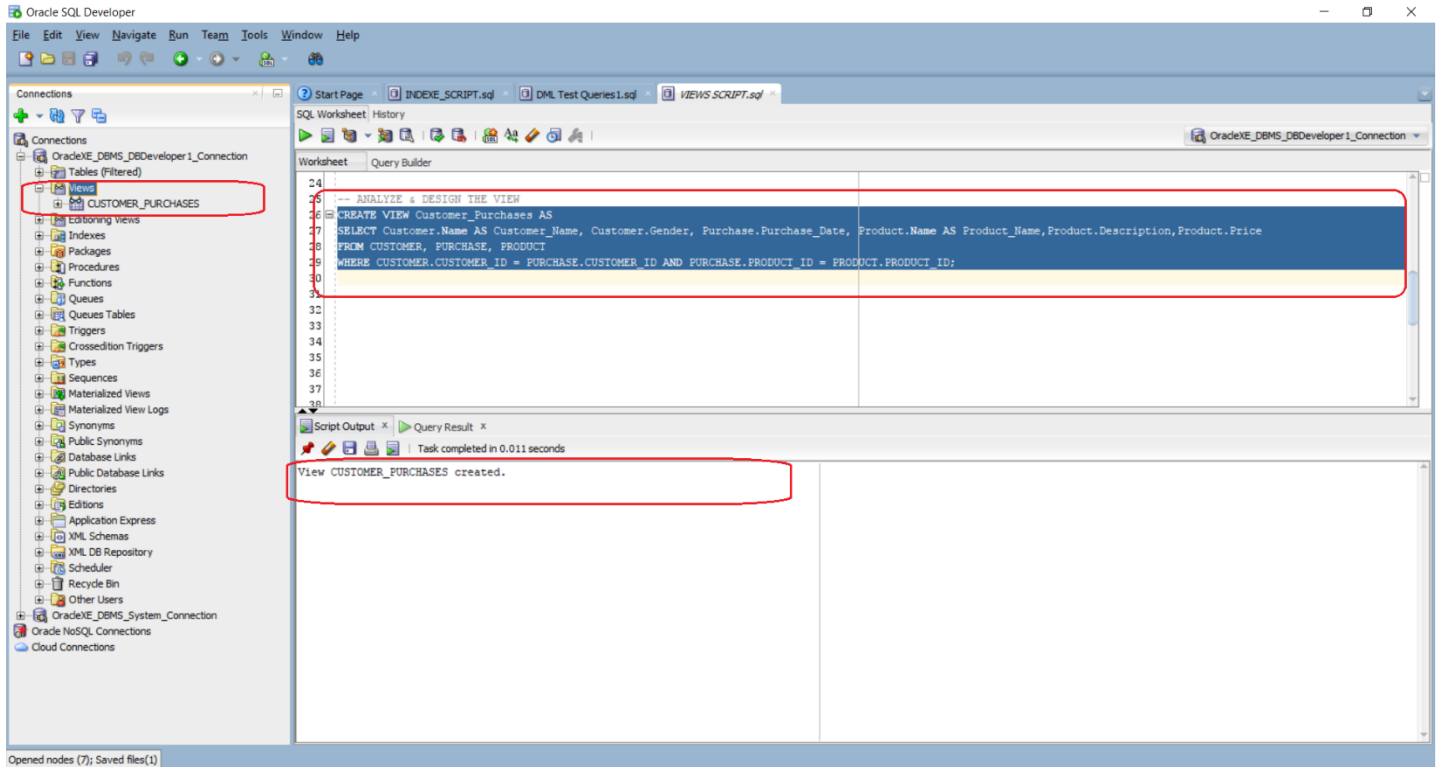 Oracle SQL Developer
File Edit View Navigate Run Team Tools Window Help
Connections
Connections
OracleXE_DBMS_DBDeveloper1_Connection
Tables (Filtered)
Views
CUSTOMER_PURCHASES
Editioning Views
Indexes
Packages
Procedures
Functions
Queues
Queues Tables
Triggers
Crossedition Triggers
Types
Sequences
Materialized Views
Materialized View Logs
Synonyms
Public Synonyms
Database Links
Public Database Links
Directories
Editions
Application Express
XML Schemas
XML DB Repository
Scheduler
Recycle Bin
Other Users
OracleXE_DBMS_System_Connection
Oracle NoSQL Connections
Cloud Connections
Start Page INDEXE_SCRIPT.sql DML Test Queries1.sql VIEWS SCRIPT.sql
SQL Worksheet History
OracleXE_DBMS_DBDeveloper1_Connection
Worksheet Query Builder
24
25 -- ANALYZE & DESIGN THE VIEW
26 CREATE VIEW Customer_Purchases AS
27 SELECT Customer.Name AS Customer_Name, Customer.Gender, Purchase.Purchase_Date, Product.Name AS Product_Name,Product.Description,Product.Price
28 FROM CUSTOMER, PURCHASE, PRODUCT
29 WHERE CUSTOMER.CUSTOMER_ID = PURCHASE.CUSTOMER_ID AND PURCHASE.PRODUCT_ID = PRODUCT.PRODUCT_ID;
30
31
32
33
34
35
36
37
38
Script Output x Query Result x
Task completed in 0.011 seconds
View CUSTOMER_PURCHASES created.
Opened nodes (7); Saved files(1)